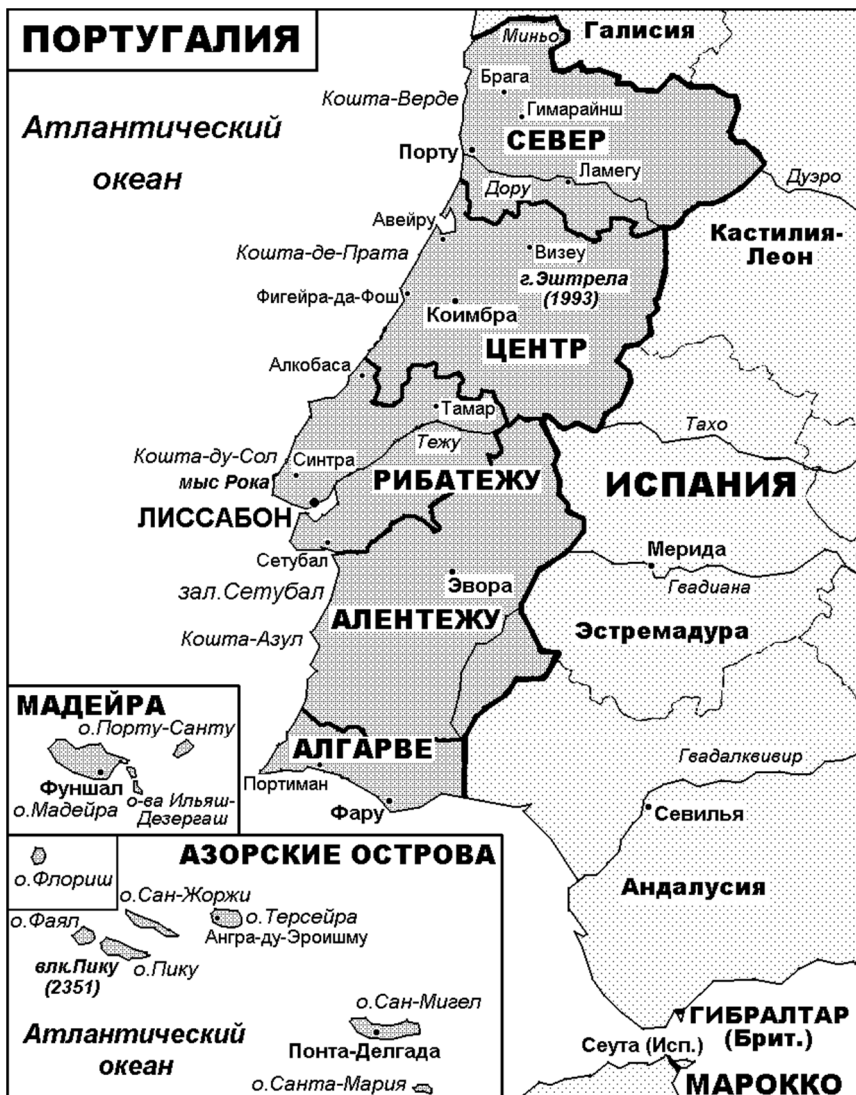 ПОРТУГАЛИЯ
Миньо
Галисия
Атлантический
океан
Брага
Кошта-Верде
Гимарайнш
СЕВЕР
Порту
Ламегу
Дору
Дуэро
Авейру
Кастилия-
Леон
Кошта-де-Прата
Визеу
г.Эштрела
(1993)
Фигейра-да-Фош
Коимбра
ЦЕНТР
Алкобаса
Тамар
Тежу
Тахо
Кошта-ду-Сол
Синтра
мыс Рока
РИБАТЕЖУ
ИСПАНИЯ
ЛИССАБОН
Сетубал
Мерида
зал.Сетубал
Эвора
Гвадиана
АЛЕНТЕЖУ
Кошта-Азул
Эстремадура
МАДЕЙРА
о.Порту-Санту
АЛГАРВЕ
Гвадалквивир
Фуншал
Портиман
о.Мадейра
о-ва Ильяш-
Дезергаш
Фару
Севилья
АЗОРСКИЕ ОСТРОВА
о.Флориш
Андалусия
о.Сан-Жоржи
о.Фаял
о.Терсейра
Ангра-ду-Эроишму
влк.Пику
(2351)
о.Пику
о.Сан-Мигел
Атлантический
океан
Понта-Делгада
ГИБРАЛТАР
(Брит.)
Сеута (Исп.)
о.Санта-Мария
МАРОККО